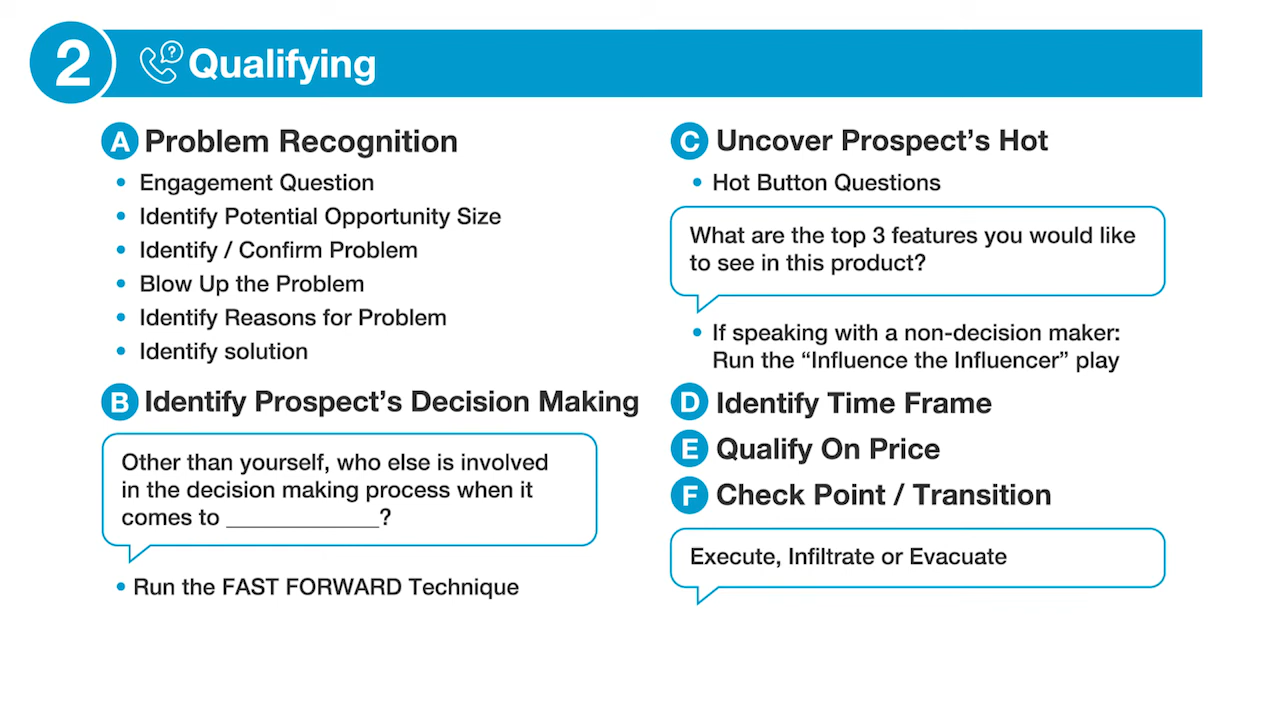 2
Qualifying
A Problem Recognition
• Engagement Question
• Identify Potential Opportunity Size
• Identify / Confirm Problem
• Blow Up the Problem
• Identify Reasons for Problem
• Identify solution
B Identify Prospect's Decision Making
Other than yourself, who else is involved
in the decision making process when it
comes to ____________?
• Run the FAST FORWARD Technique
C Uncover Prospect's Hot
• Hot Button Questions
What are the top 3 features you would like
to see in this product?
• If speaking with a non-decision maker:
Run the “Influence the Influencer” play
D Identify Time Frame
E Qualify On Price
F Check Point / Transition
Execute, Infiltrate or Evacuate